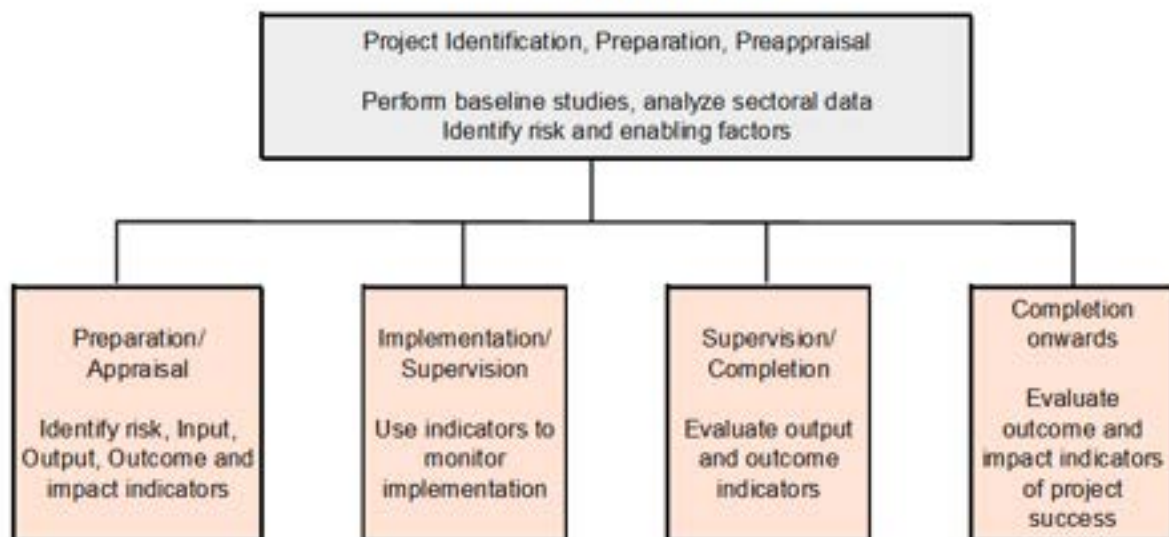 Project Identification, Preparation, Preappraisal
Perform baseline studies, analyze sectoral data
Identify risk and enabling factors
Preparation/
Appraisal
Identify risk, Input,
Output, Outcome and
impact indicators
Implementation/
Supervision
Use indicators to
monitor
implementation
Supervision/
Completion
Evaluate output
and outcome
indicators
Completion
onwards
Evaluate
outcome and
impact indicators
of project
success